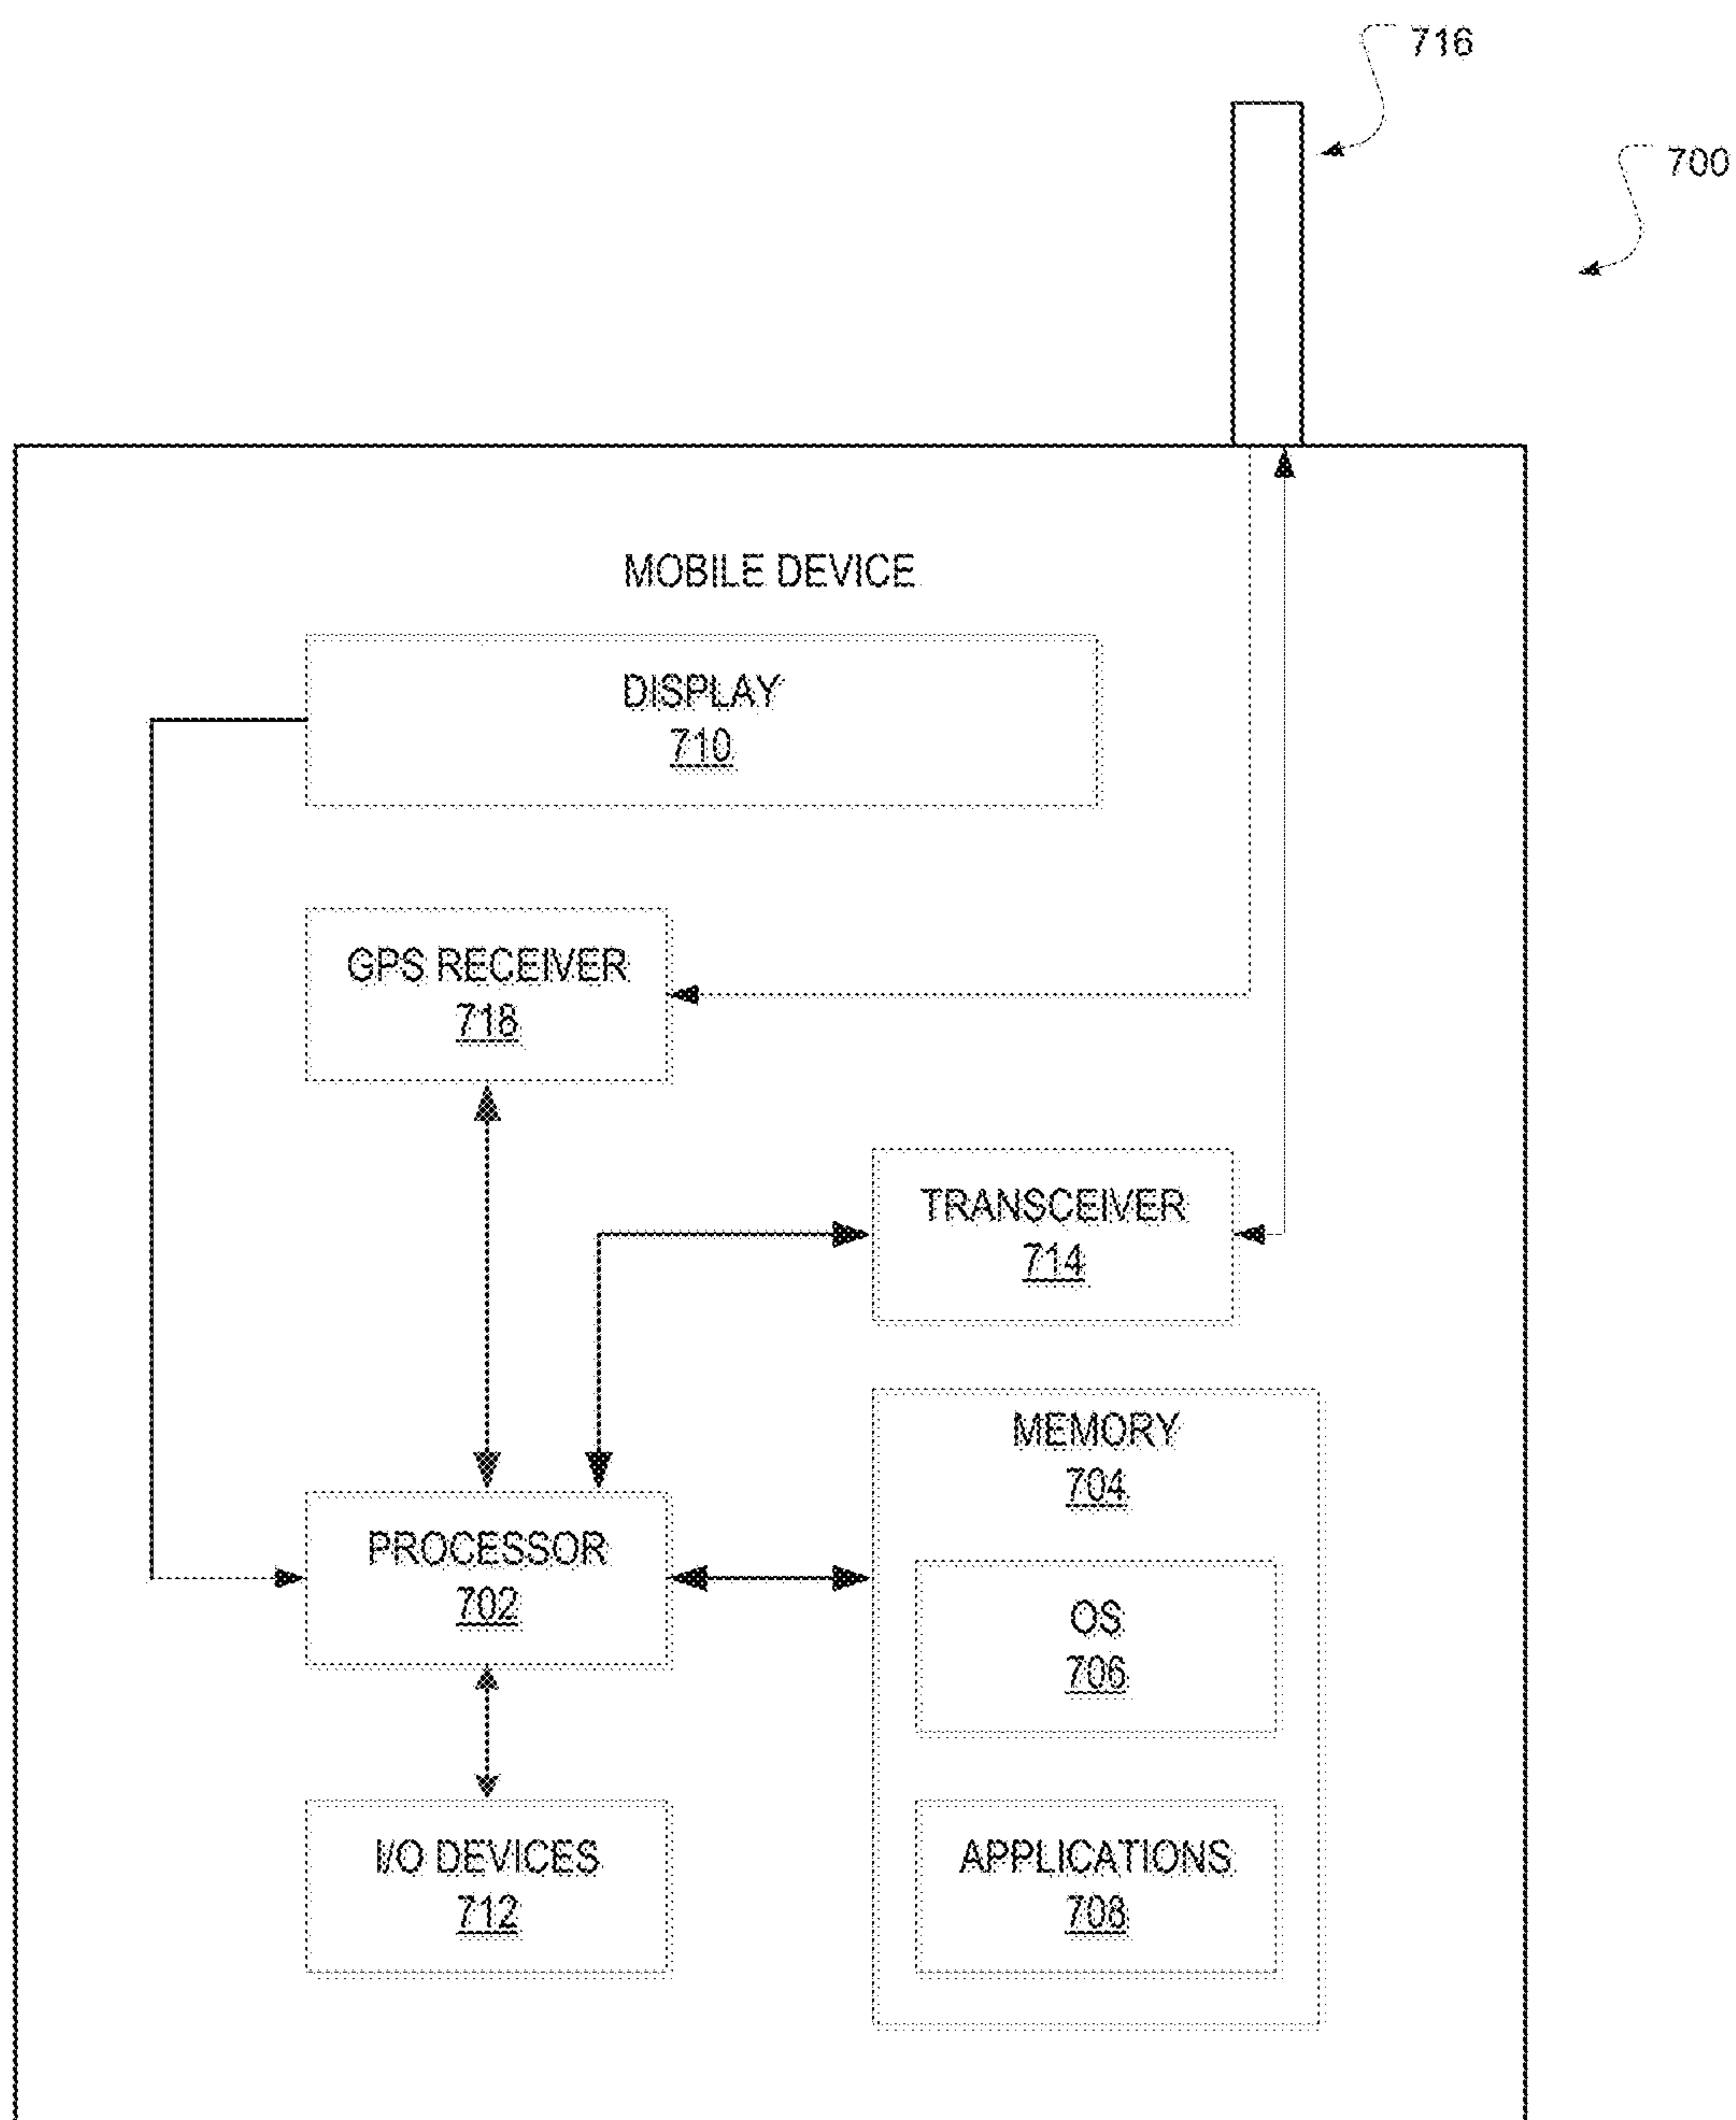 716
700
MOBILE DEVICE
DISPLAY
710
GPS RECEIVER
718
TRANSCEIVER
714
MEMORY
704
PROCESSOR
702
OS
706
I/O DEVICES
712
APPLICATIONS
708